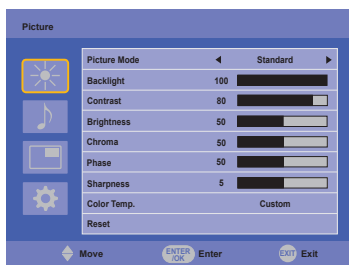 Picture
Picture Mode Standard
Backlight 100
Contrast 80
Brightness 50
Chroma 50
Phase 50
Sharpness 5
Color Temp. Custom
Reset
Move ENTER /OK Enter EXIT Exit